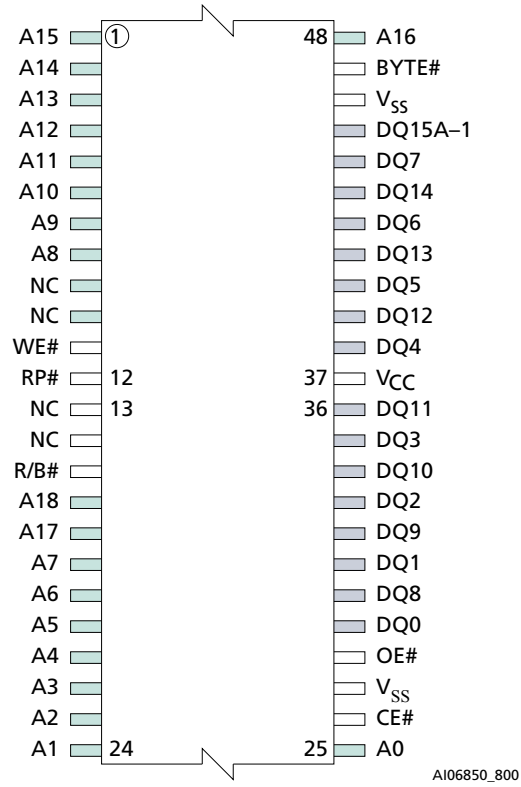 A15 ① 48 A16
A14 BYTE#
A13 VSS
A12 DQ15A–1
A11 DQ7
A10 DQ14
A9 DQ6
A8 DQ13
NC DQ5
NC DQ12
WE# DQ4
RP# 12 37 VCC
NC 13 36 DQ11
NC DQ3
R/B# DQ10
A18 DQ2
A17 DQ9
A7 DQ1
A6 DQ8
A5 DQ0
A4 OE#
A3 VSS
A2 CE#
A1 24 25 A0
AI06850_800